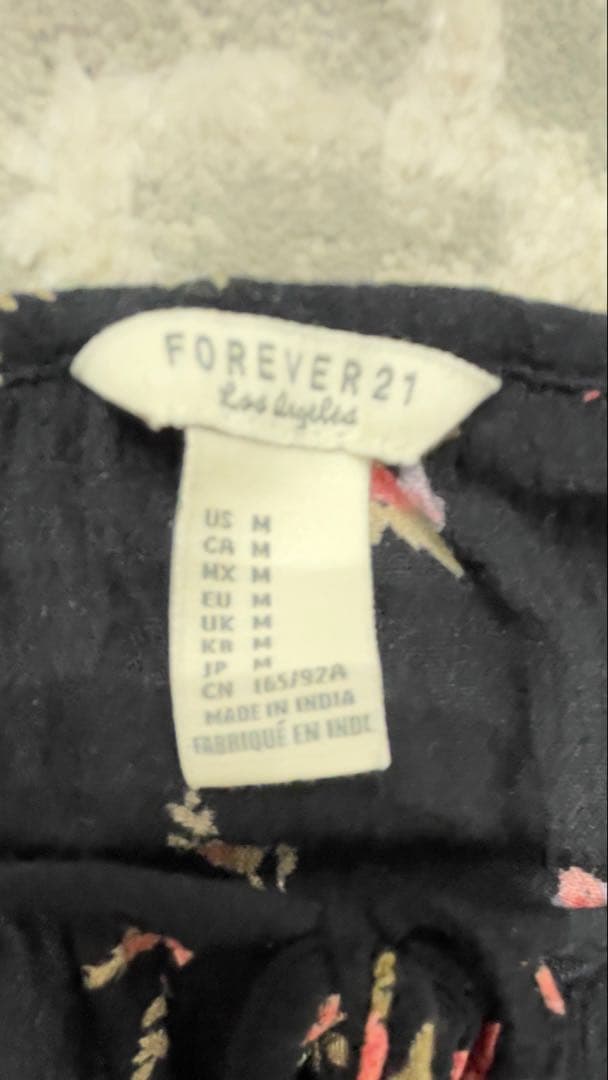 FOREVER 21
Los Angeles
US M
CA M
MX M
EU M
UK M
KR M
JP M
CN 165/92A
MADE IN INDIA
FABRIQUÉ EN INDE